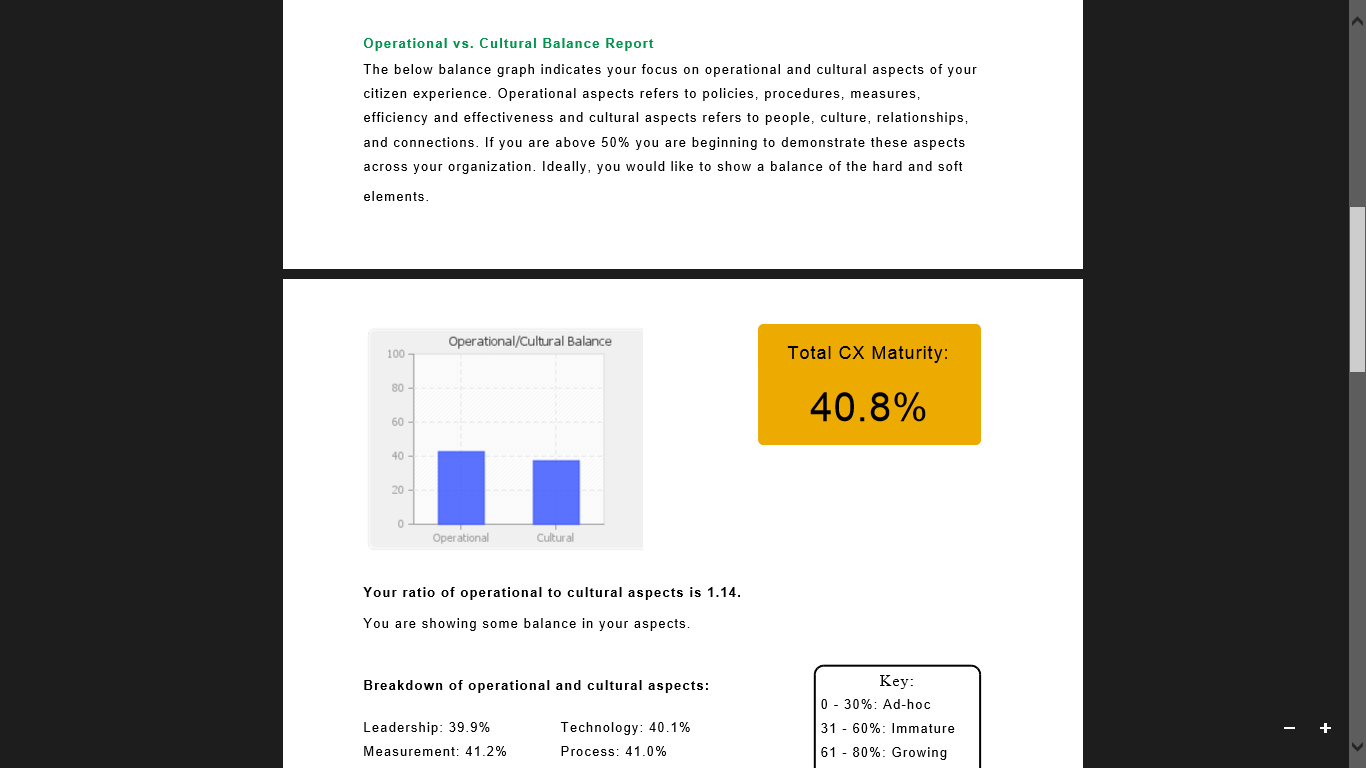 Operational vs. Cultural Balance Report
The below balance graph indicates your focus on operational and cultural aspects of your
citizen experience. Operational aspects refers to policies, procedures, measures,
efficiency and effectiveness and cultural aspects refers to people, culture, relationships,
and connections. If you are above 50% you are beginning to demonstrate these aspects
across your organization. Ideally, you would like to show a balance of the hard and soft
elements.
Operational/Cultural Balance
100
80
60
40
20
0
Operational Cultural
Total CX Maturity:
40.8%
Your ratio of operational to cultural aspects is 1.14.
You are showing some balance in your aspects.
Breakdown of operational and cultural aspects:
Leadership: 39.9% Technology: 40.1%
Measurement: 41.2% Process: 41.0%
Key:
0 - 30%: Ad-hoc
31 - 60%: Immature
61 - 80%: Growing